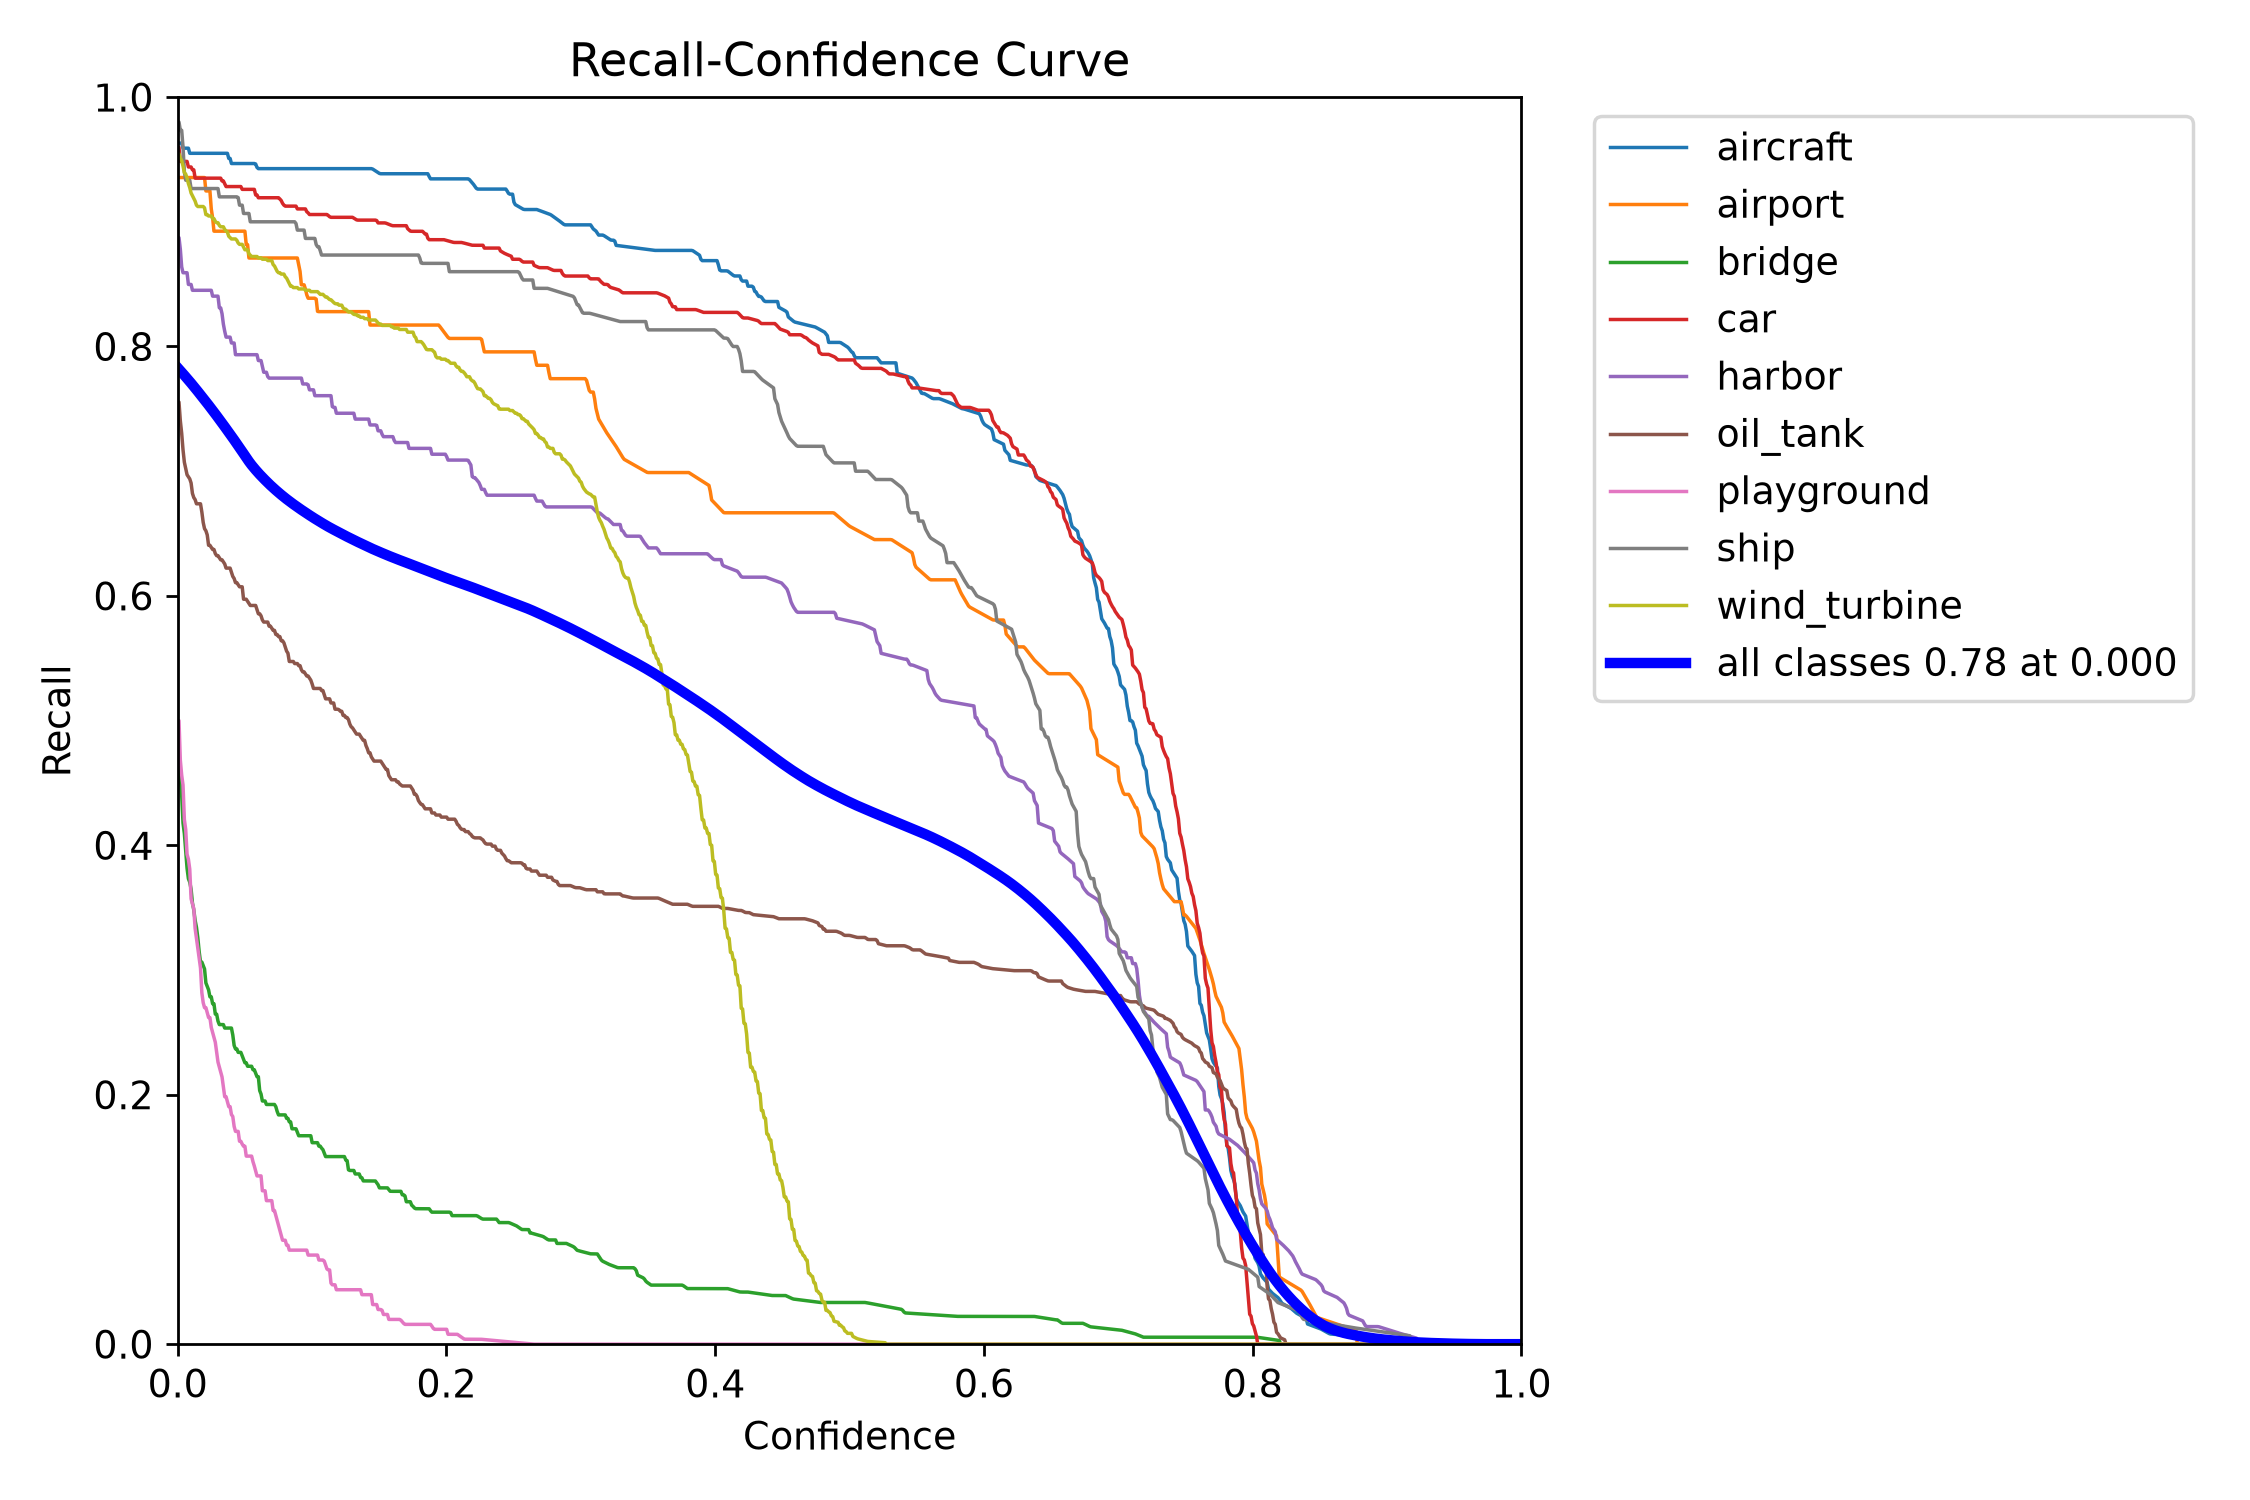 Recall-Confidence Curve
1.0
0.8
0.6
0.4
0.2
0.0
Recall
0.0 0.2 0.4 0.6 0.8 1.0
Confidence
aircraft
airport
bridge
car
harbor
oil_tank
playground
ship
wind_turbine
all classes 0.78 at 0.000